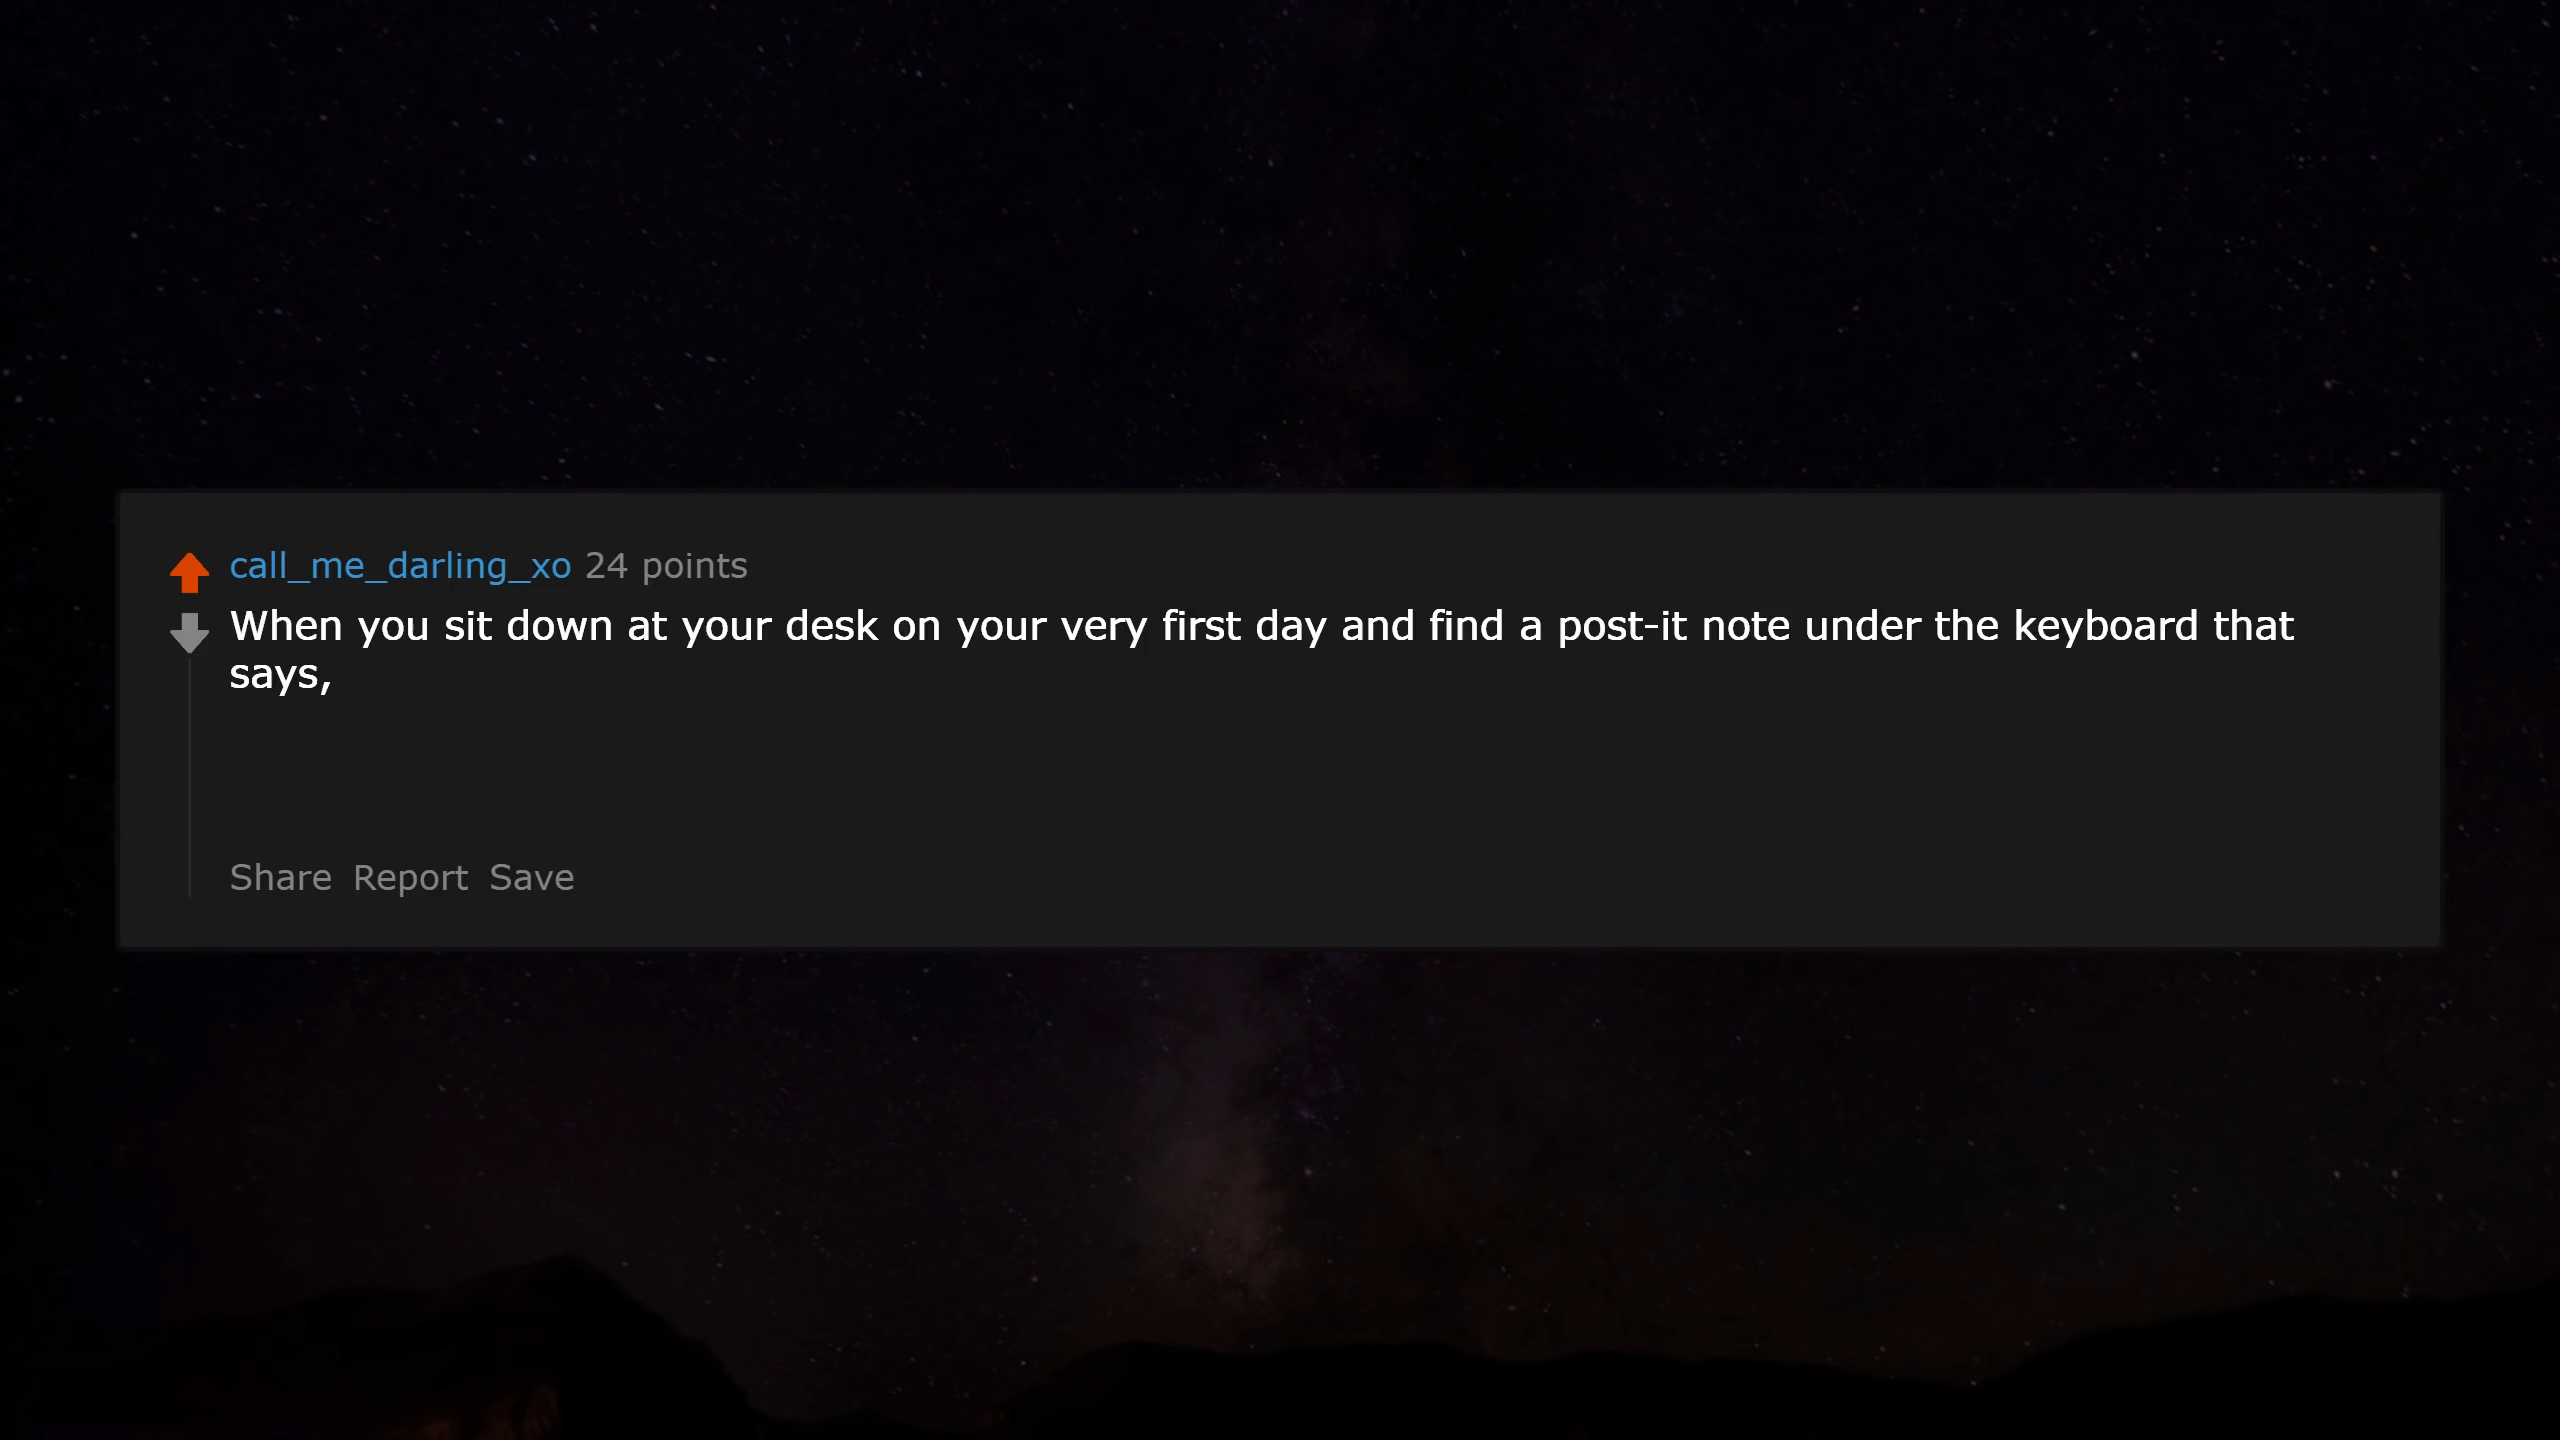 call_me_darling_xo 24 points
When you sit down at your desk on your very first day and find a post-it note under the keyboard that
says,
Share Report Save